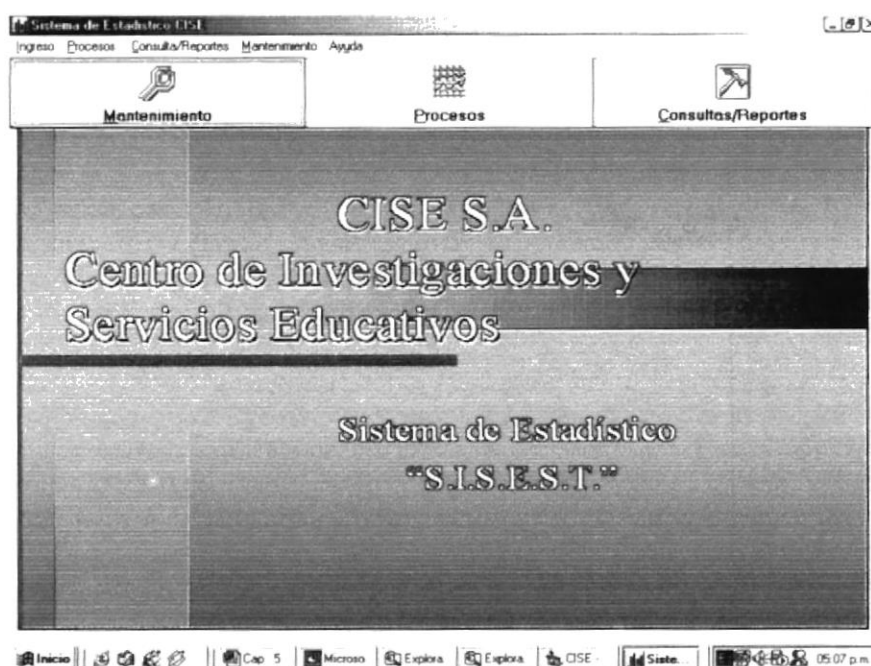 Sistema de Estadistico CISE
Ingreso Procesos Consulta/Reportes Mantenimiento Ayuda
Mantenimiento Procesos Consultas/Reportes
CISE S.A.
Centro de Investigaciones y
Servicios Educativos
Sistema de Estadístico
"S.I.S.E.S.T."
Inicio Cap 5 Microso Explora Explora CISE - Siste... 05:07 p.m.